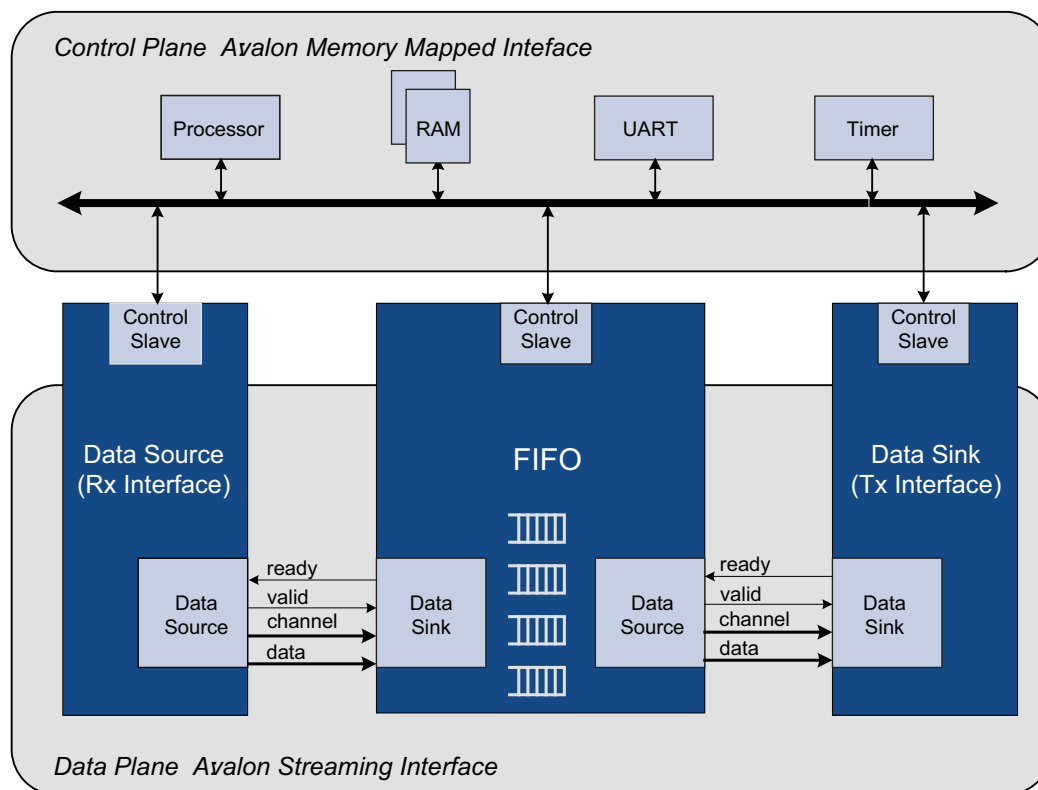 Control Plane Avalon Memory Mapped Inteface
Processor
RAM
UART
Timer
Control
Slave
Control
Slave
Control
Slave
Data Source
(Rx Interface)
FIFO
Data Sink
(Tx Interface)
ready
valid
channel
data
Data
Source
Data
Sink
Data
Source
ready
valid
channel
data
Data
Sink
Data Plane Avalon Streaming Interface